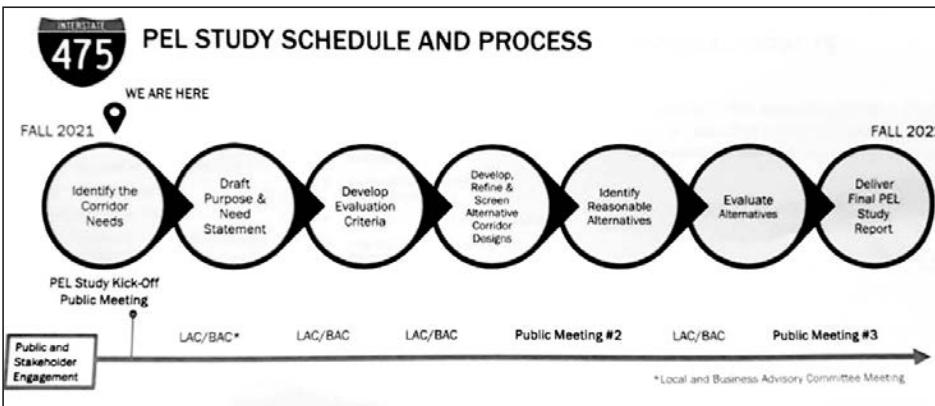 INTERSTATE
475
PEL STUDY SCHEDULE AND PROCESS
WE ARE HERE
FALL 2021
FALL 202
Identify the
Corridor
Needs
Draft
Purpose &
Need
Statement
Develop
Evaluation
Criteria
Develop,
Refine &
Screen
Alternative
Corridor
Designs
Identify
Reasonable
Alternatives
Evaluate
Alternatives
Deliver
Final PEL
Study
Report
PEL Study Kick-Off
Public Meeting
Public and
Stakeholder
Engagement
LAC/BAC*
LAC/BAC
LAC/BAC
Public Meeting #2
LAC/BAC
Public Meeting #3
*Local and Business Advisory Committee Meeting